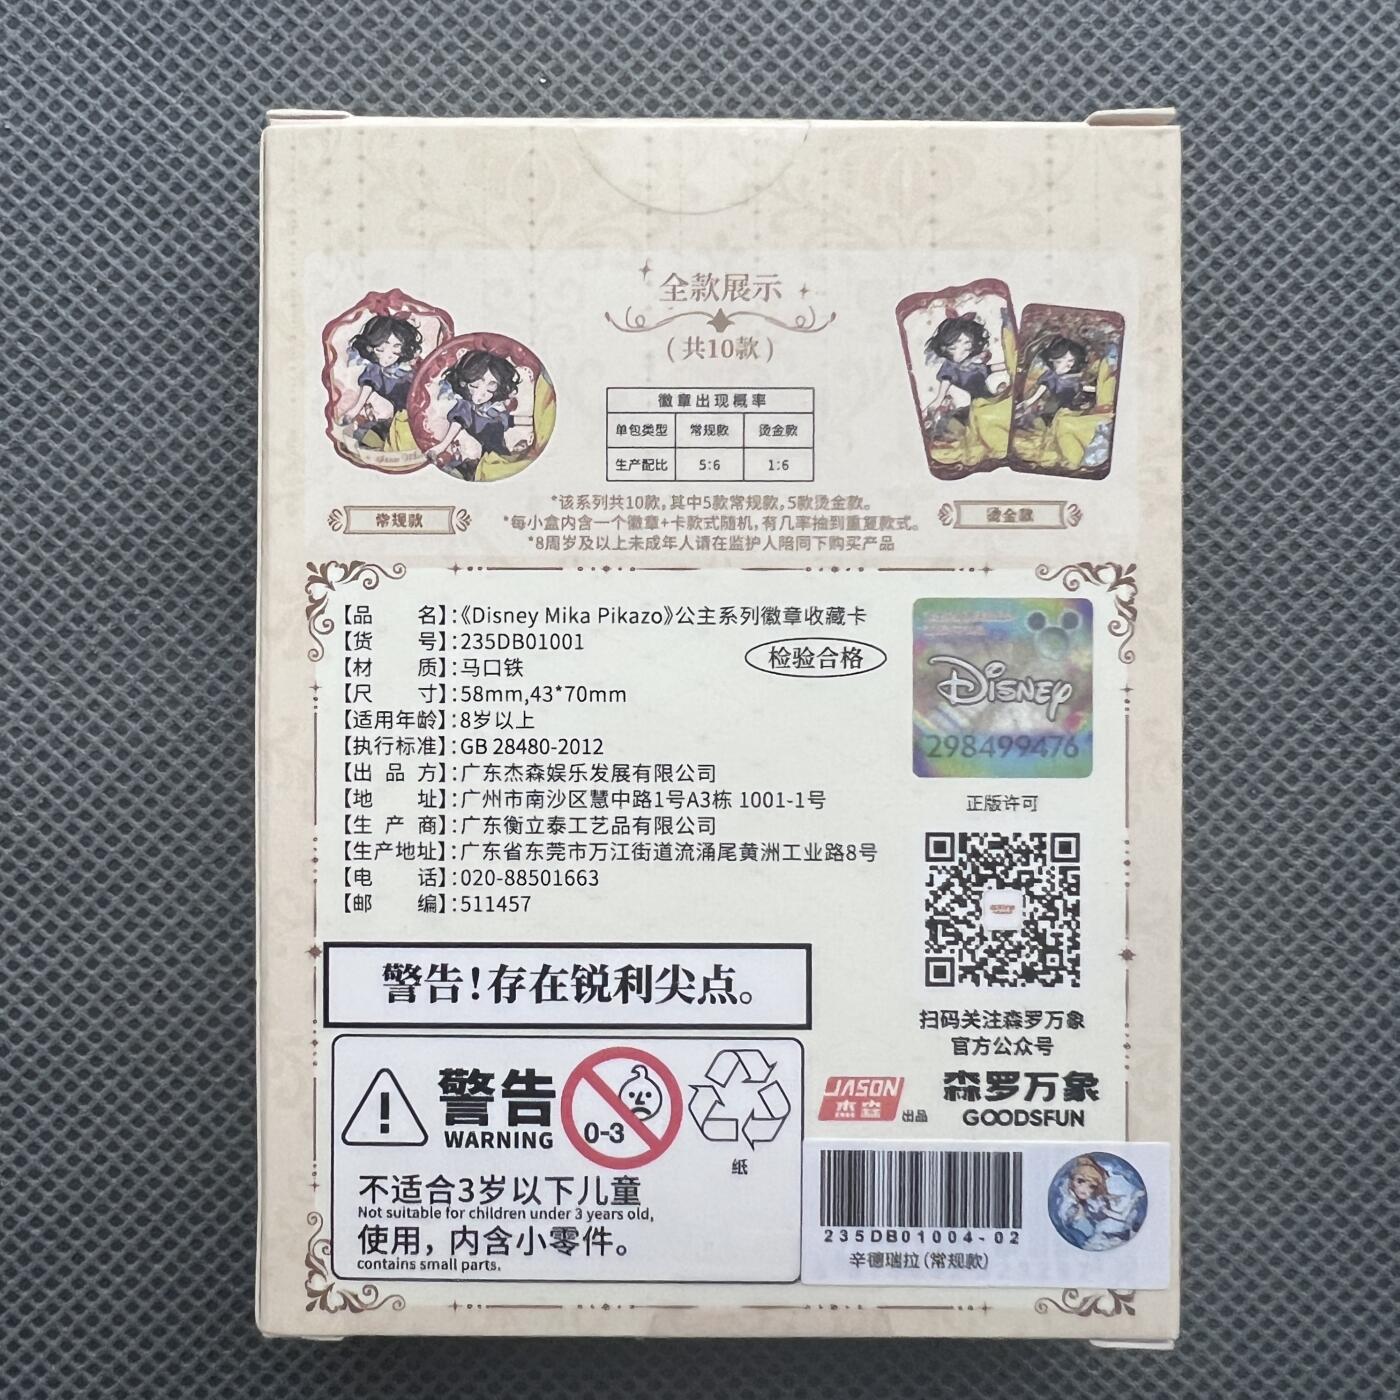 全款展示
(共10款)
徽章出现概率
单包类型 常规款 烫金款
生产配比 5:6 1:6
常规款
烫金款
*该系列共10款,其中5款常规款,5款烫金款。
*每小盒内含一个徽章+卡款式随机,有几率抽到重复款式。
*8周岁及以上未成年人请在监护人陪同下购买产品
【品 名】:《Disney Mika Pikazo》公主系列徽章收藏卡
【货 号】:235DB01001
【材 质】:马口铁
【尺 寸】:58mm,43*70mm
【适用年龄】:8岁以上
【执行标准】:GB 28480-2012
【出 品 方】:广东杰森娱乐发展有限公司
【地 址】:广州市南沙区慧中路1号A3栋 1001-1号
【生 产 商】:广东衡立泰工艺品有限公司
【生产地址】:广东省东莞市万江街道流涌尾黄洲工业路8号
【电 话】:020-88501663
【邮 编】:511457
检验合格
Disney
298499476
正版许可
扫码关注森罗万象
官方公众号
警告!存在锐利尖点。
警告
WARNING
0-3
纸
不适合3岁以下儿童
Not suitable for children under 3 years old,
使用，内含小零件。
contains small parts.
JASON
杰森
出品
森罗万象
GOODSFUN
235DB01004-02
辛德瑞拉(常规款)